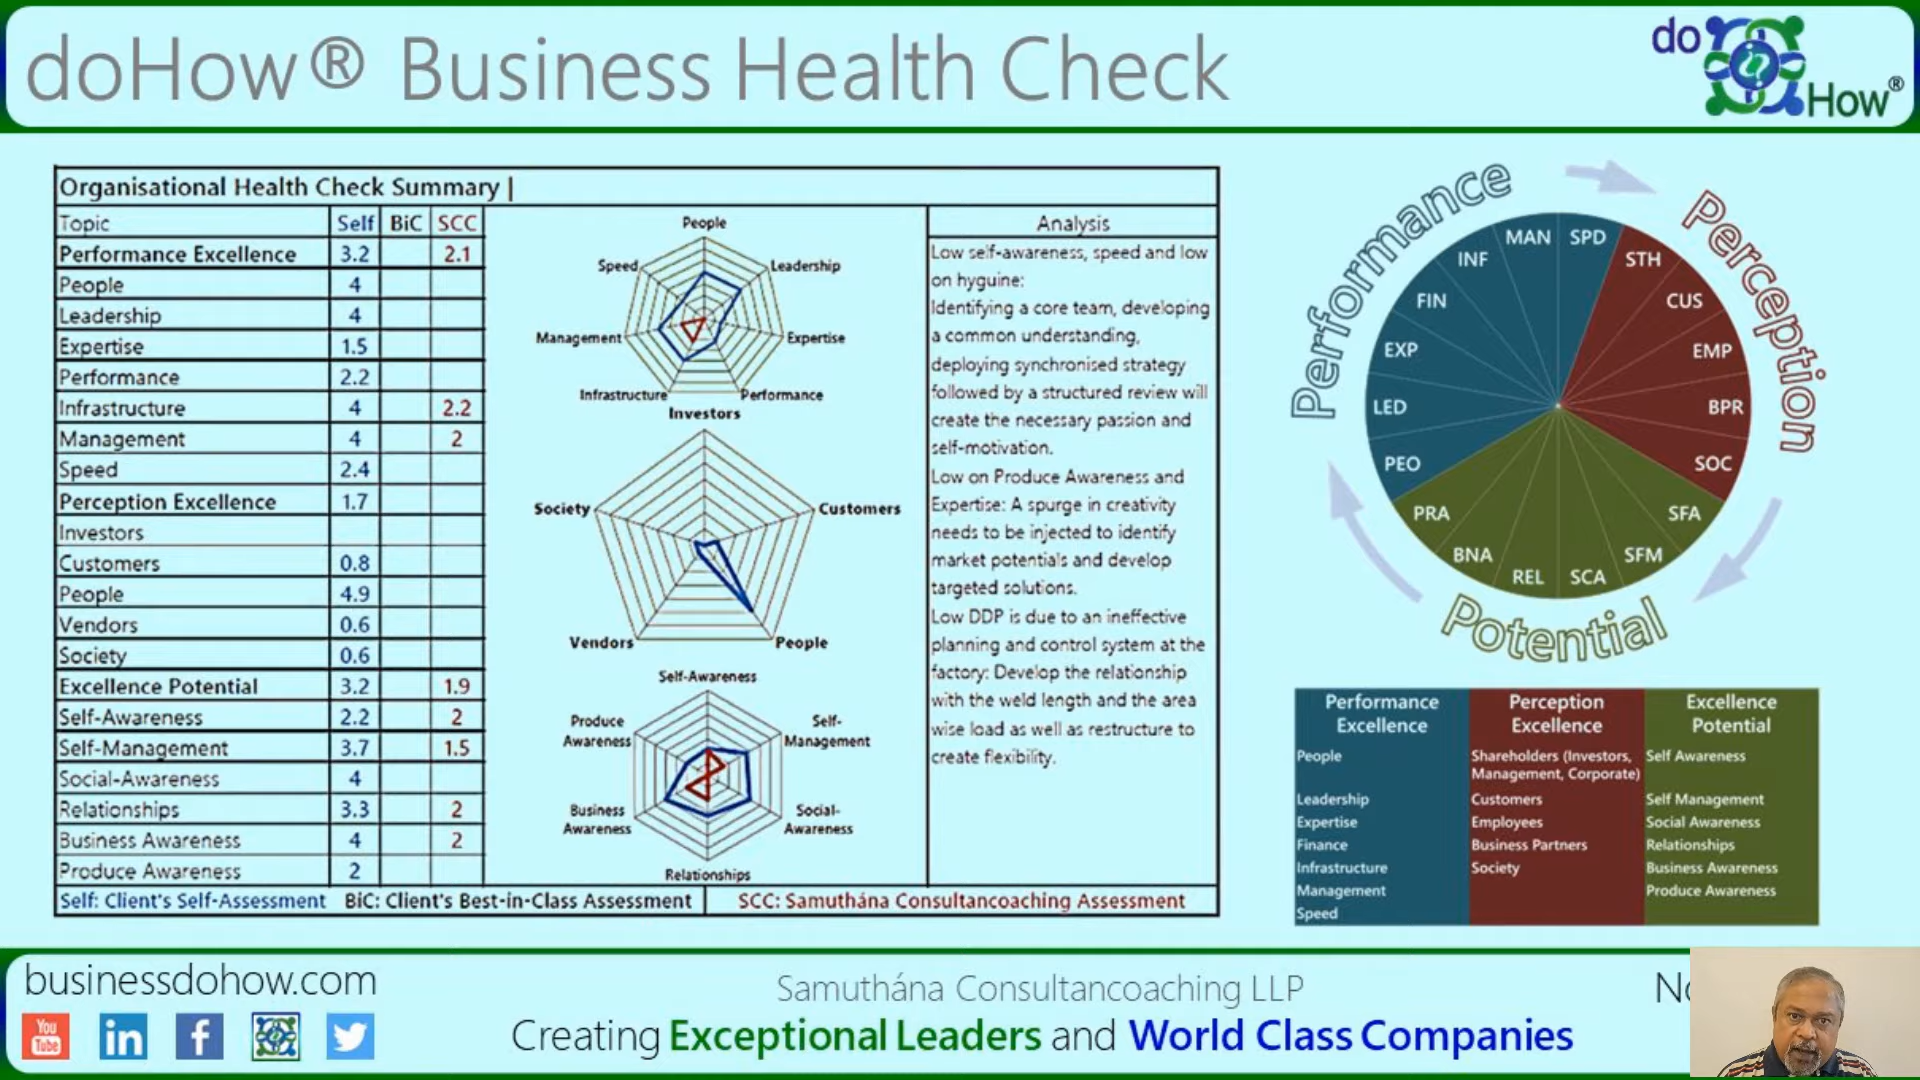 doHow® Business Health Check
do
How®
Organisational Health Check Summary |
Topic Self BiC SCC
Performance Excellence 3.2 2.1
People 4
Leadership 4
Expertise 1.5
Performance 2.2
Infrastructure 4 2.2
Management 4 2
Speed 2.4
Perception Excellence 1.7
Investors
Customers 0.8
People 4.9
Vendors 0.6
Society 0.6
Excellence Potential 3.2 1.9
Self-Awareness 2.2 2
Self-Management 3.7 1.5
Social-Awareness 4
Relationships 3.3 2
Business Awareness 4 2
Produce Awareness 2
People
Speed
Leadership
Management
Expertise
Infrastructure
Performance
Investors
Society
Customers
Vendors
People
Self-Awareness
Produce
Awareness
Self-
Management
Business
Awareness
Social-
Awareness
Relationships
Analysis
Low self-awareness, speed and low
on hyguine:
Identifying a core team, developing
a common understanding,
deploying synchronised strategy
followed by a structured review will
create the necessary passion and
self-motivation.
Low on Produce Awareness and
Expertise: A spurge in creativity
needs to be injected to identify
market potentials and develop
targeted solutions.
Low DDP is due to an ineffective
planning and control system at the
factory: Develop the relationship
with the weld length and the area
wise load as well as restructure to
create flexibility.
Self: Client's Self-Assessment BiC: Client's Best-in-Class Assessment SCC: Samuthána Consultancoaching Assessment
Performance
Perception
Potential
MAN SPD
INF STH
FIN CUS
EXP EMP
LED BPR
PEO SOC
PRA SFA
BNA SFM
REL SCA
Performance
Excellence
People
Leadership
Expertise
Finance
Infrastructure
Management
Speed
Perception
Excellence
Shareholders (Investors,
Management, Corporate)
Customers
Employees
Business Partners
Society
Excellence
Potential
Self Awareness
Self Management
Social Awareness
Relationships
Business Awareness
Produce Awareness
businessdohow.com
You
Tube
in
f
Samuthána Consultancoaching LLP
Creating Exceptional Leaders and World Class Companies